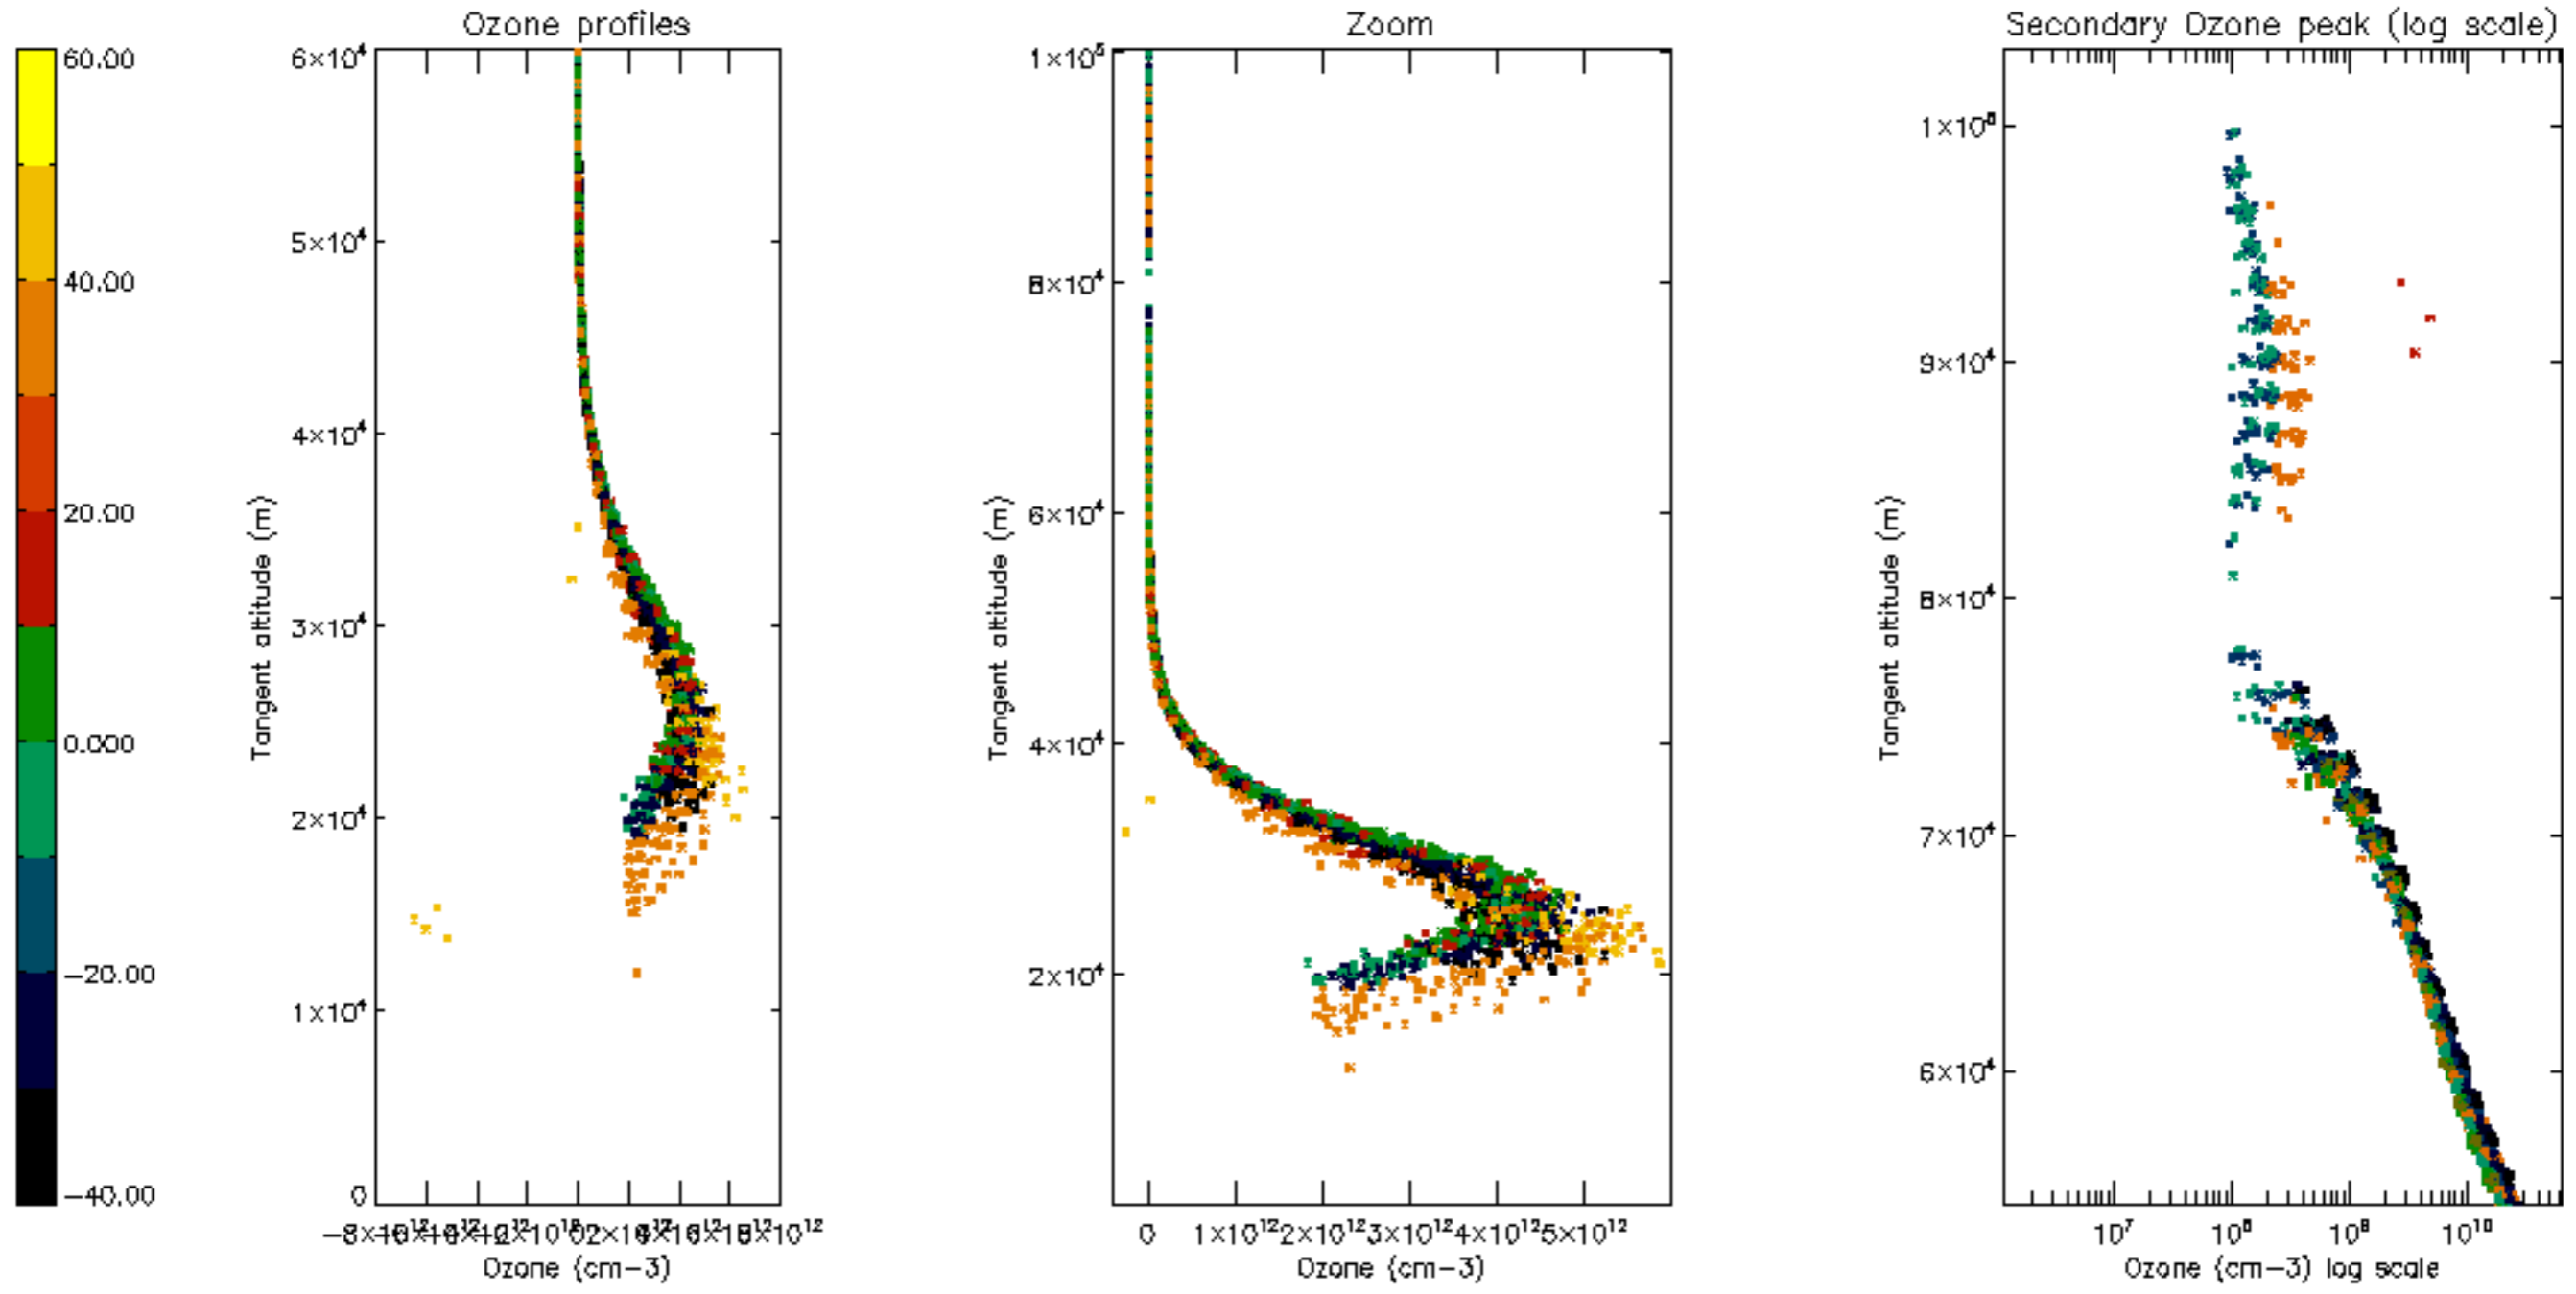 Ozone profiles
Zoom
Secondary Ozone peak (log scale)
60.00
40.00
20.00
0.000
−20.00
−40.00
6×10⁴
5×10⁴
4×10⁴
3×10⁴
2×10⁴
1×10⁴
0
Tangent altitude (m)
Ozone (cm−3)
1×10⁵
8×10⁴
6×10⁴
4×10⁴
2×10⁴
Tangent altitude (m)
0 1×10¹² 2×10¹² 3×10¹² 4×10¹² 5×10¹²
Ozone (cm−3)
1×10⁵
9×10⁴
8×10⁴
7×10⁴
6×10⁴
Tangent altitude (m)
10⁷ 10⁸ 10⁹ 10¹⁰
Ozone (cm−3) log scale